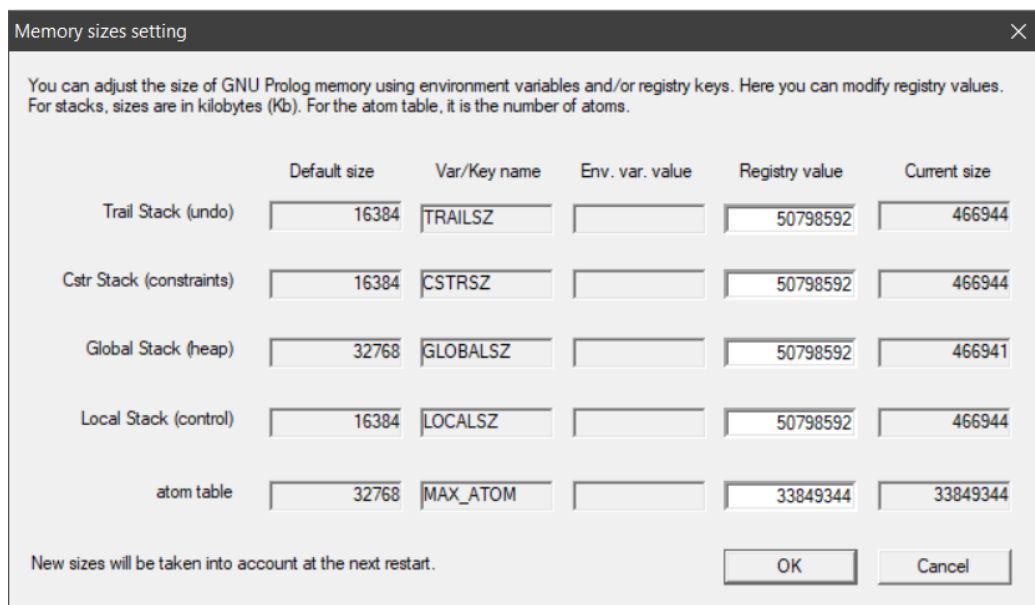 Memory sizes setting
You can adjust the size of GNU Prolog memory using environment variables and/or registry keys. Here you can modify registry values.
For stacks, sizes are in kilobytes (Kb). For the atom table, it is the number of atoms.
Default size Var/Key name Env. var. value Registry value Current size
Trail Stack (undo) 16384 TRAILSZ 50798592 466944
Cstr Stack (constraints) 16384 CSTRSZ 50798592 466944
Global Stack (heap) 32768 GLOBALSZ 50798592 466941
Local Stack (control) 16384 LOCALSZ 50798592 466944
atom table 32768 MAX_ATOM 33849344 33849344
New sizes will be taken into account at the next restart. OK Cancel